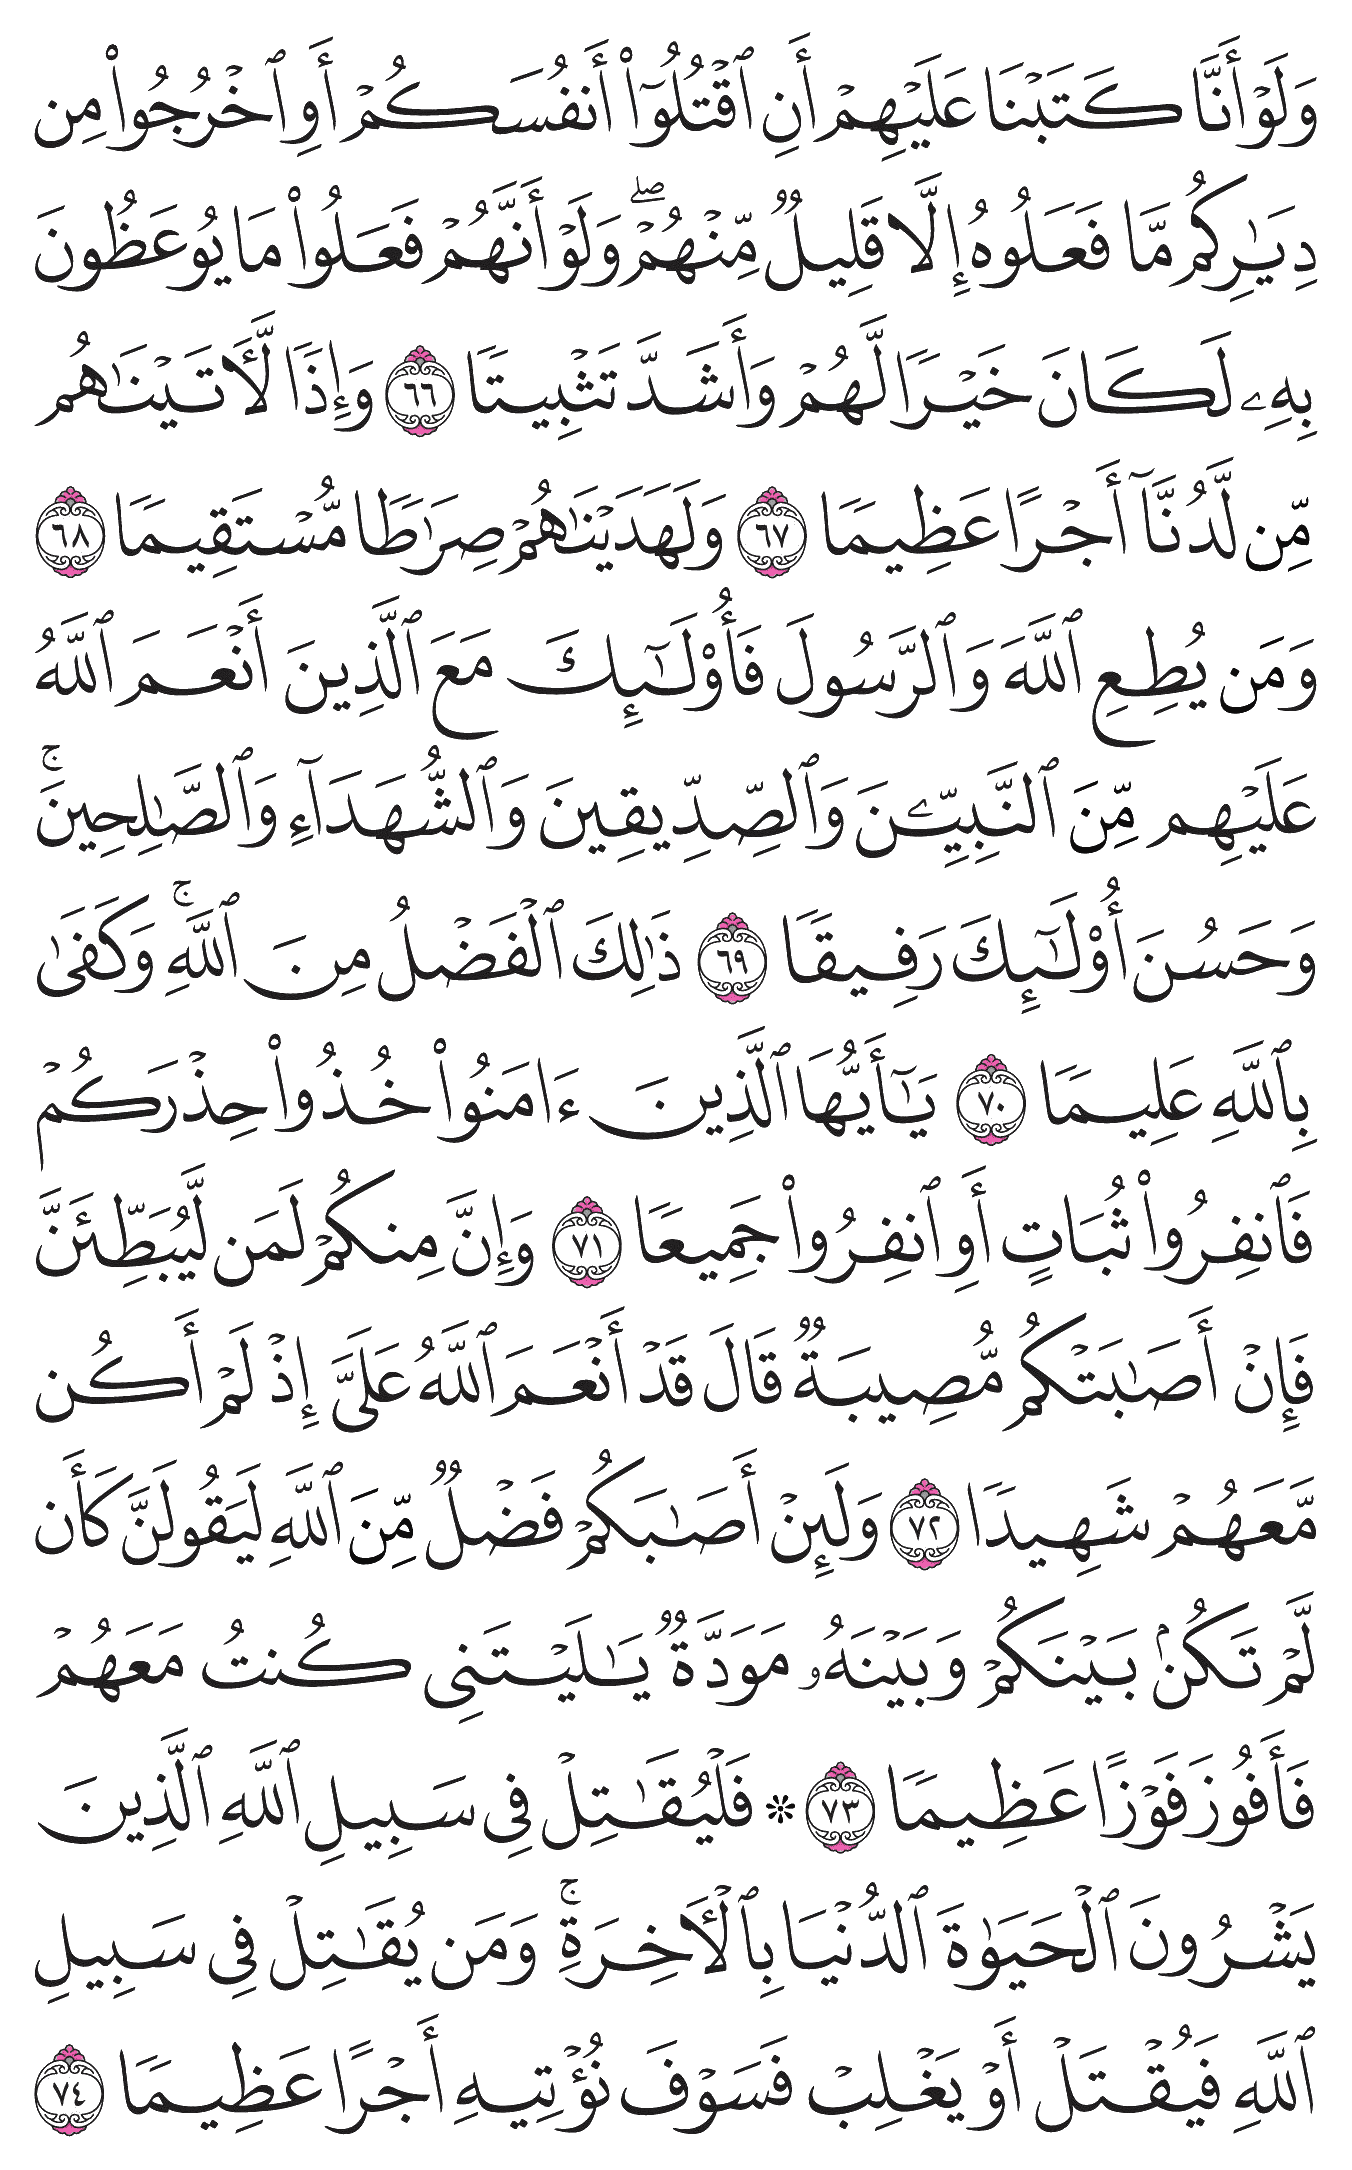 وَلَوۡ أَنَّا كَتَبۡنَا عَلَيۡهِمۡ أَنِ ٱقۡتُلُوٓاْ أَنفُسَكُمۡ أَوِ ٱخۡرُجُواْ مِن
دِيَٰرِكُم مَّا فَعَلُوهُ إِلَّا قَلِيلٞ مِّنۡهُمۡۖ وَلَوۡ أَنَّهُمۡ فَعَلُواْ مَا يُوعَظُونَ
بِهِۦ لَكَانَ خَيۡرٗا لَّهُمۡ وَأَشَدَّ تَثۡبِيتٗا ٦٦ وَإِذٗا لَّأٓتَيۡنَٰهُم
مِّن لَّدُنَّآ أَجۡرًا عَظِيمٗا ٦٧ وَلَهَدَيۡنَٰهُمۡ صِرَٰطٗا مُّسۡتَقِيمٗا ٦٨
وَمَن يُطِعِ ٱللَّهَ وَٱلرَّسُولَ فَأُوْلَٰٓئِكَ مَعَ ٱلَّذِينَ أَنۡعَمَ ٱللَّهُ
عَلَيۡهِم مِّنَ ٱلنَّبِيِّـۧنَ وَٱلصِّدِّيقِينَ وَٱلشُّهَدَآءِ وَٱلصَّٰلِحِينَۚ
وَحَسُنَ أُوْلَٰٓئِكَ رَفِيقٗا ٦٩ ذَٰلِكَ ٱلۡفَضۡلُ مِنَ ٱللَّهِۚ وَكَفَىٰ
بِٱللَّهِ عَلِيمٗا ٧٠ يَٰٓأَيُّهَا ٱلَّذِينَ ءَامَنُواْ خُذُواْ حِذۡرَكُمۡ
فَٱنفِرُواْ ثُبَاتٍ أَوِ ٱنفِرُواْ جَمِيعٗا ٧١ وَإِنَّ مِنكُمۡ لَمَن لَّيُبَطِّئَنَّ
فَإِنۡ أَصَٰبَتۡكُم مُّصِيبَةٞ قَالَ قَدۡ أَنۡعَمَ ٱللَّهُ عَلَيَّ إِذۡ لَمۡ أَكُن
مَّعَهُمۡ شَهِيدٗا ٧٢ وَلَئِنۡ أَصَٰبَكُمۡ فَضۡلٞ مِّنَ ٱللَّهِ لَيَقُولَنَّ كَأَن
لَّمۡ تَكُنۢ بَيۡنَكُمۡ وَبَيۡنَهُۥ مَوَدَّةٞ يَٰلَيۡتَنِي كُنتُ مَعَهُمۡ
فَأَفُوزَ فَوۡزًا عَظِيمٗا ٧٣ ۞ فَلۡيُقَٰتِلۡ فِي سَبِيلِ ٱللَّهِ ٱلَّذِينَ
يَشۡرُونَ ٱلۡحَيَوٰةَ ٱلدُّنۡيَا بِٱلۡأٓخِرَةِۚ وَمَن يُقَٰتِلۡ فِي سَبِيلِ
ٱللَّهِ فَيُقۡتَلۡ أَوۡ يَغۡلِبۡ فَسَوۡفَ نُؤۡتِيهِ أَجۡرًا عَظِيمٗا ٧٤